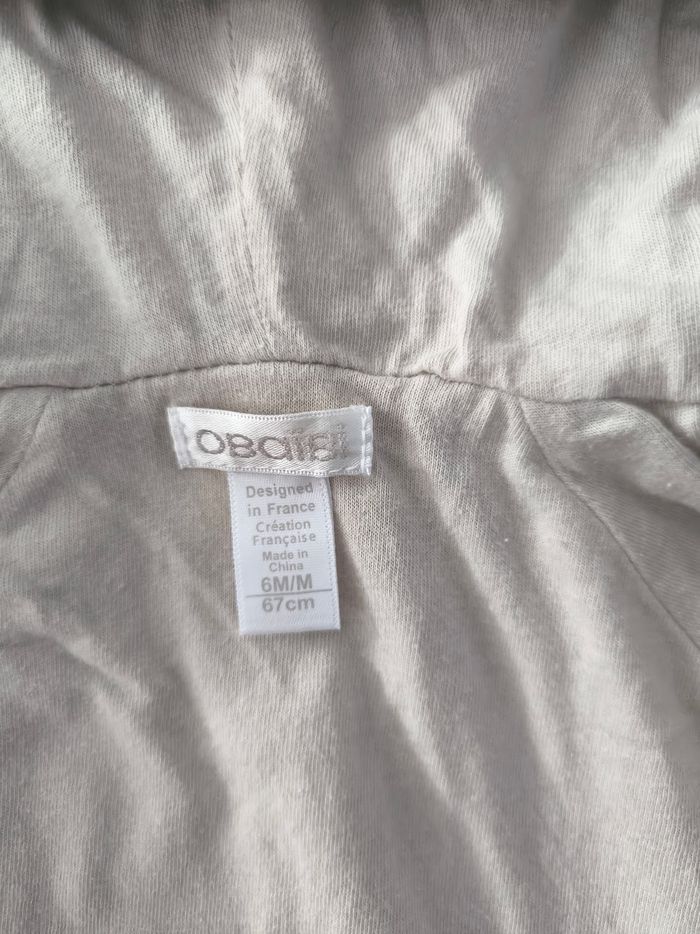 OBaïBi
Designed
in France
Création
Française
Made in
China
6M/M
67cm